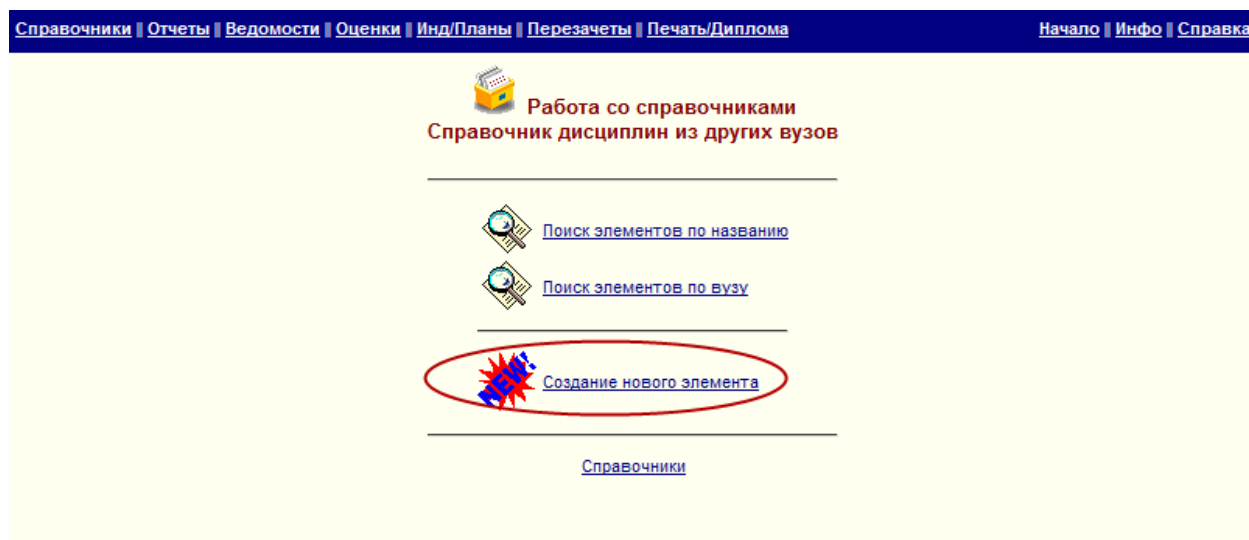 Справочники || Отчеты || Ведомости || Оценки || Инд/Планы || Перезачеты || Печать/Диплома Начало || Инфо || Справка
Работа со справочниками
Справочник дисциплин из других вузов
Поиск элементов по названию
Поиск элементов по вузу
NEW! Создание нового элемента
Справочники